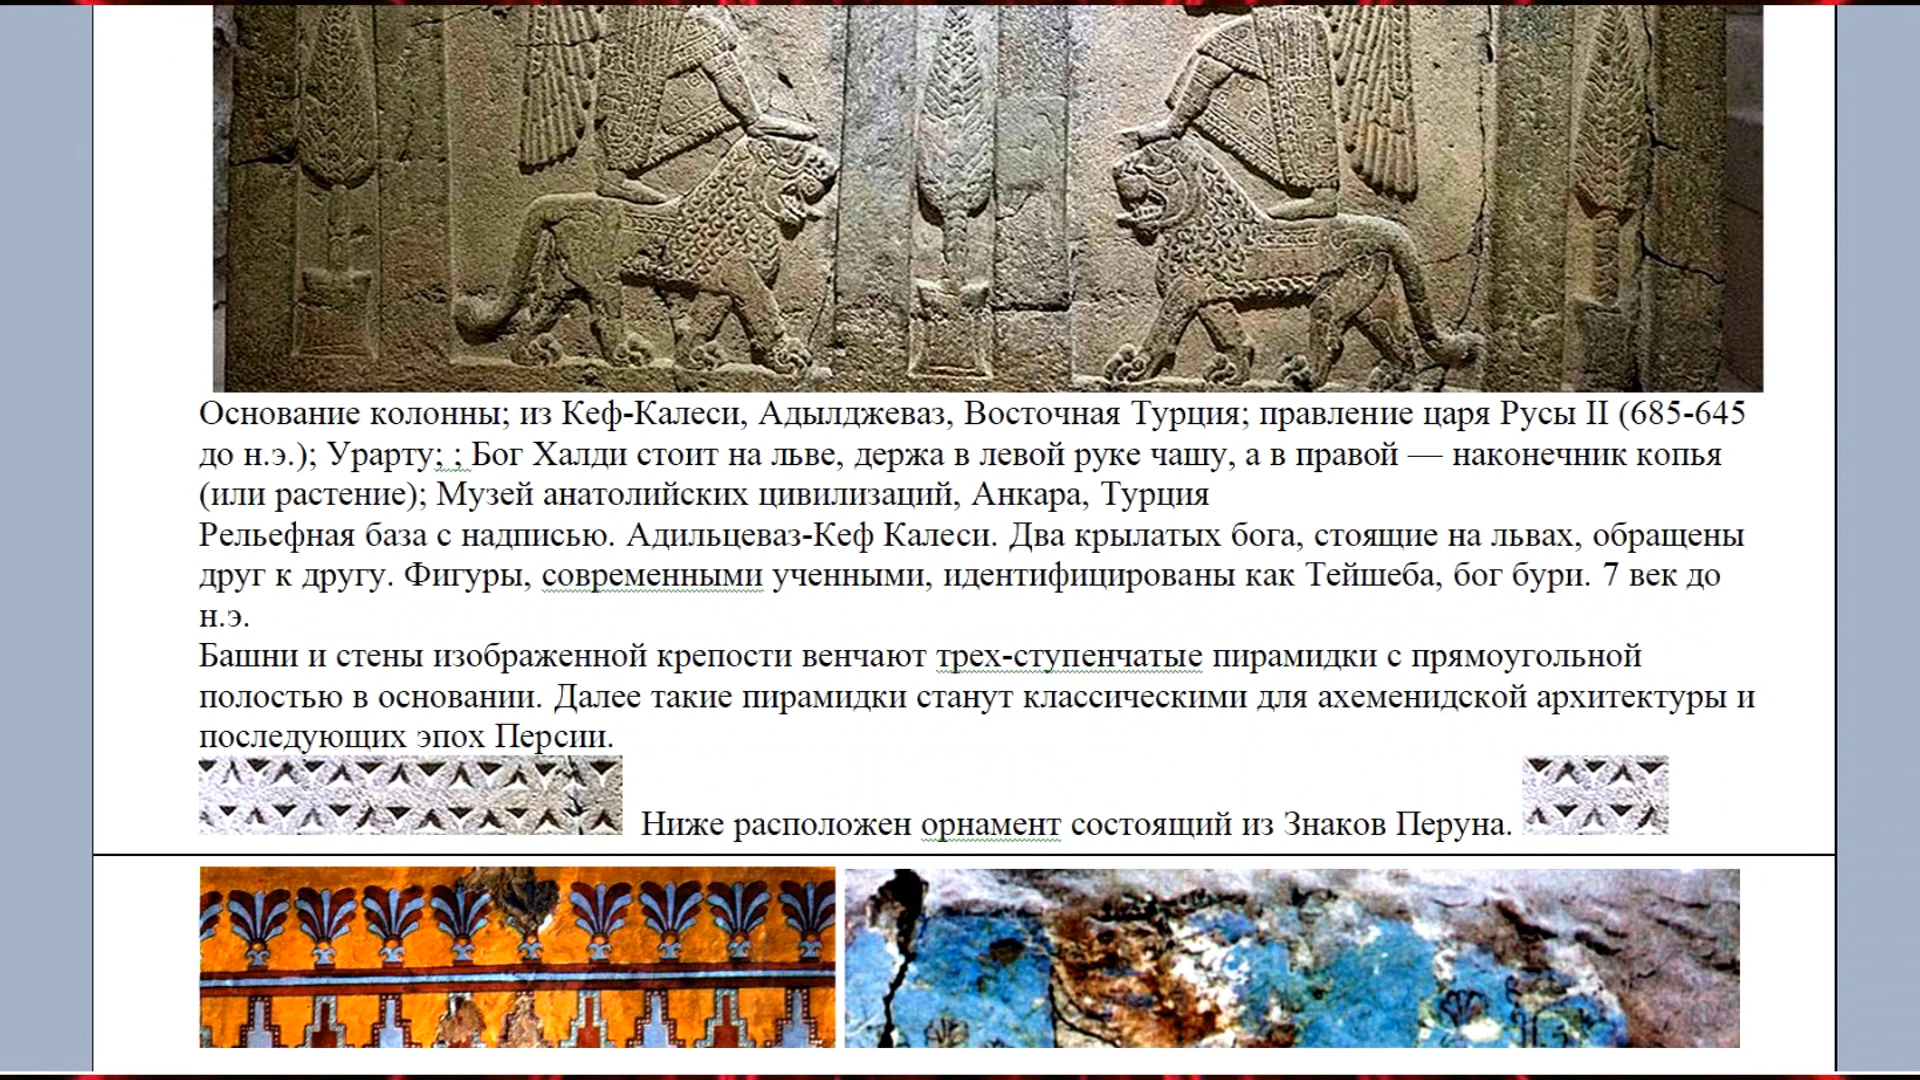 Основание колонны; из Кеф-Калеси, Адылджеваз, Восточная Турция; правление царя Русы II (685-645
до н.э.); Урарту; ; Бог Халди стоит на льве, держа в левой руке чашу, а в правой — наконечник копья
(или растение); Музей анатолийских цивилизаций, Анкара, Турция
Рельефная база с надписью. Адильцеваз-Кеф Калеси. Два крылатых бога, стоящие на львах, обращены
друг к другу. Фигуры, современными ученными, идентифицированы как Тейшеба, бог бури. 7 век до
н.э.
Башни и стены изображенной крепости венчают трех-ступенчатые пирамидки с прямоугольной
полостью в основании. Далее такие пирамидки станут классическими для ахеменидской архитектуры и
последующих эпох Персии.
Ниже расположен орнамент состоящий из Знаков Перуна.